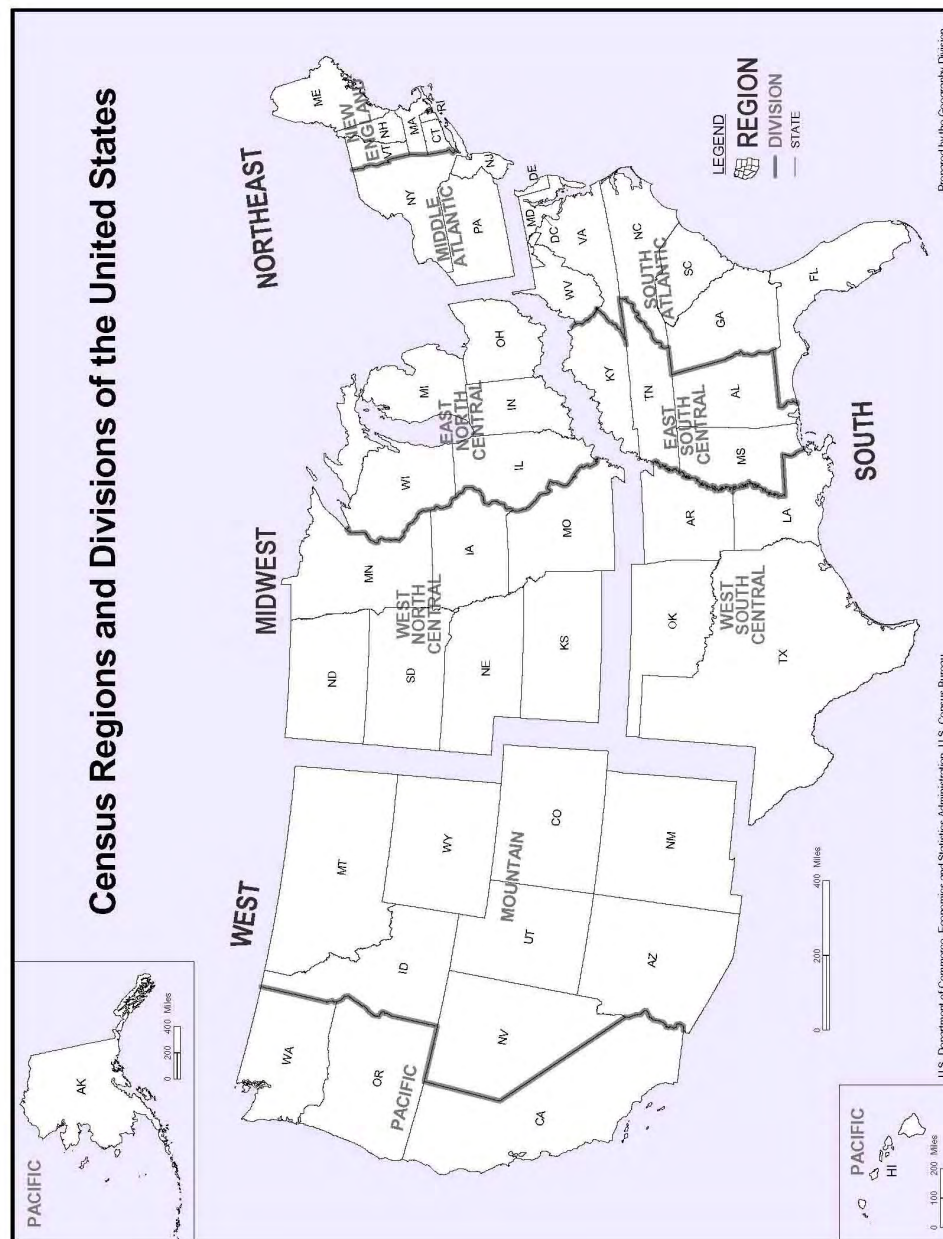 Census Regions and Divisions of the United States
PACIFIC
AK
0 200 400 Miles
WEST
MIDWEST
NORTHEAST
WA
MT
ND
MN
ME
OR
ID
WY
SD
WI
MI
NY
VT
NH
MA
CT
RI
NEW
ENGLAND
PACIFIC
WEST
NORTH
CENTRAL
EAST
NORTH
CENTRAL
MIDDLE
ATLANTIC
NV
UT
CO
NE
IA
IL
IN
OH
PA
NJ
MOUNTAIN
CA
AZ
NM
KS
MO
KY
WV
MD
DE
DC
VA
OK
AR
TN
NC
SC
TX
LA
MS
AL
GA
FL
WEST
SOUTH
CENTRAL
EAST
SOUTH
CENTRAL
SOUTH
ATLANTIC
SOUTH
PACIFIC
HI
0 100 200 Miles
0 200 400 Miles
LEGEND
REGION
DIVISION
STATE
U.S. Department of Commerce, Economics and Statistics Administration, U.S. Census Bureau
Prepared by the Geography Division